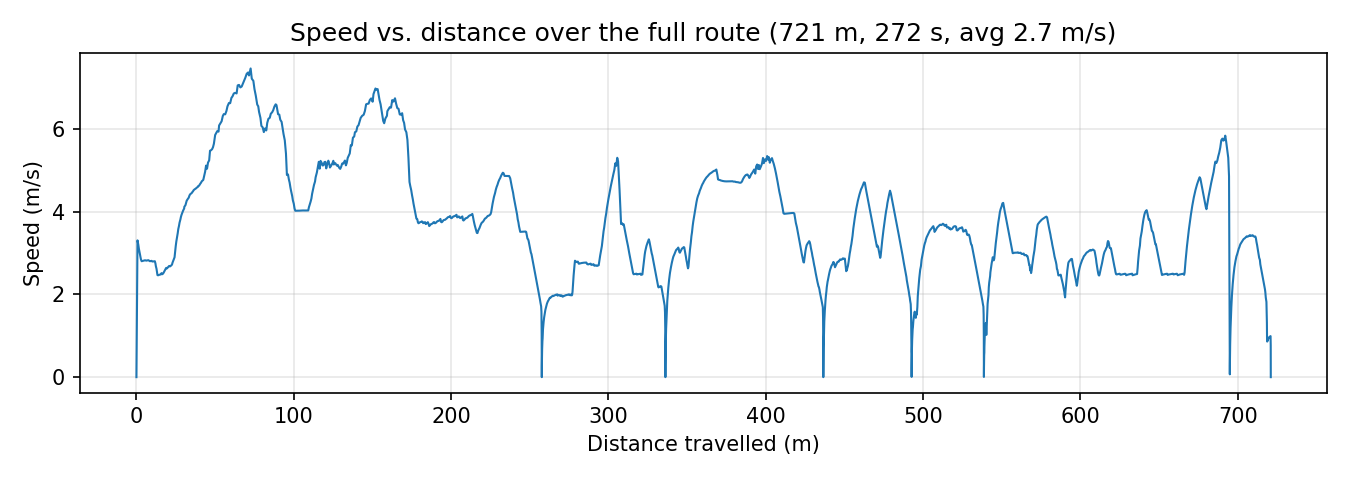 Speed vs. distance over the full route (721 m, 272 s, avg 2.7 m/s)
Speed (m/s)
6
4
2
0
0 100 200 300 400 500 600 700
Distance travelled (m)